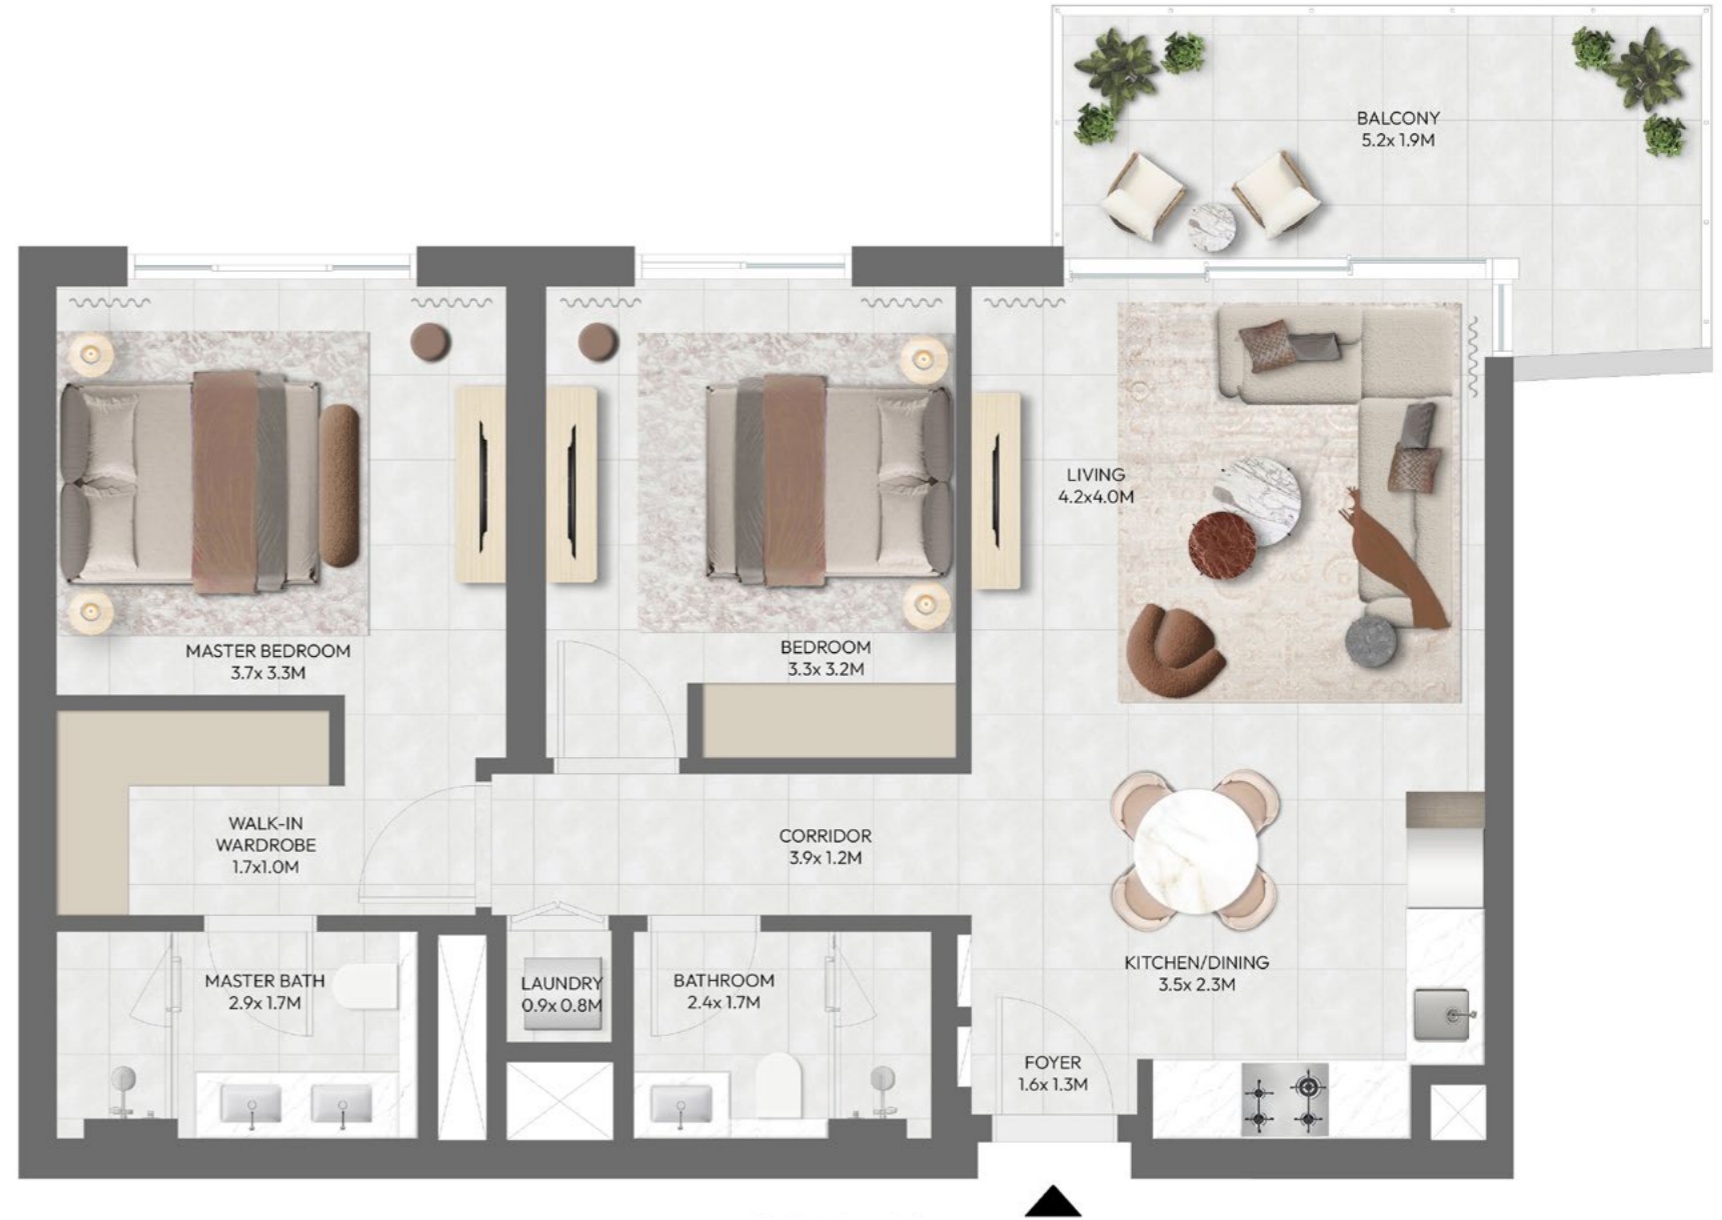 BALCONY
5.2x 1.9M
LIVING
4.2x4.0M
MASTER BEDROOM
3.7x 3.3M
BEDROOM
3.3x 3.2M
WALK-IN
WARDROBE
1.7x1.0M
CORRIDOR
3.9x 1.2M
KITCHEN/DINING
3.5x 2.3M
MASTER BATH
2.9x 1.7M
LAUNDRY
0.9x 0.8M
BATHROOM
2.4x 1.7M
FOYER
1.6x 1.3M